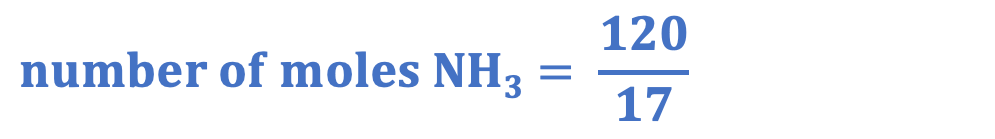 number of moles NH₃ = 120/17